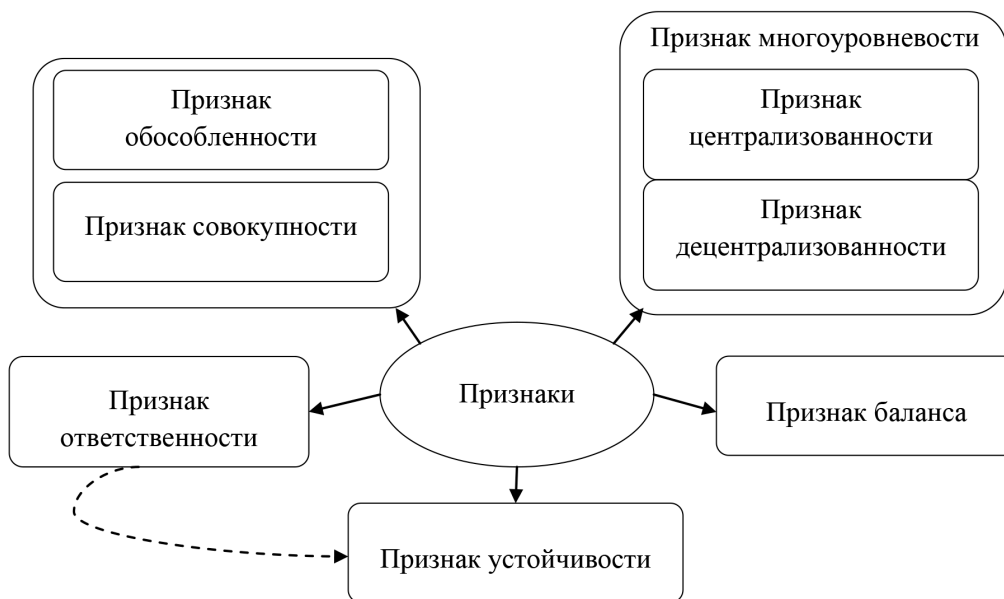 Признак
обособленности
Признак совокупности
Признак многоуровневости
Признак
централизованности
Признак
децентрализованности
Признаки
Признак
ответственности
Признак баланса
Признак устойчивости